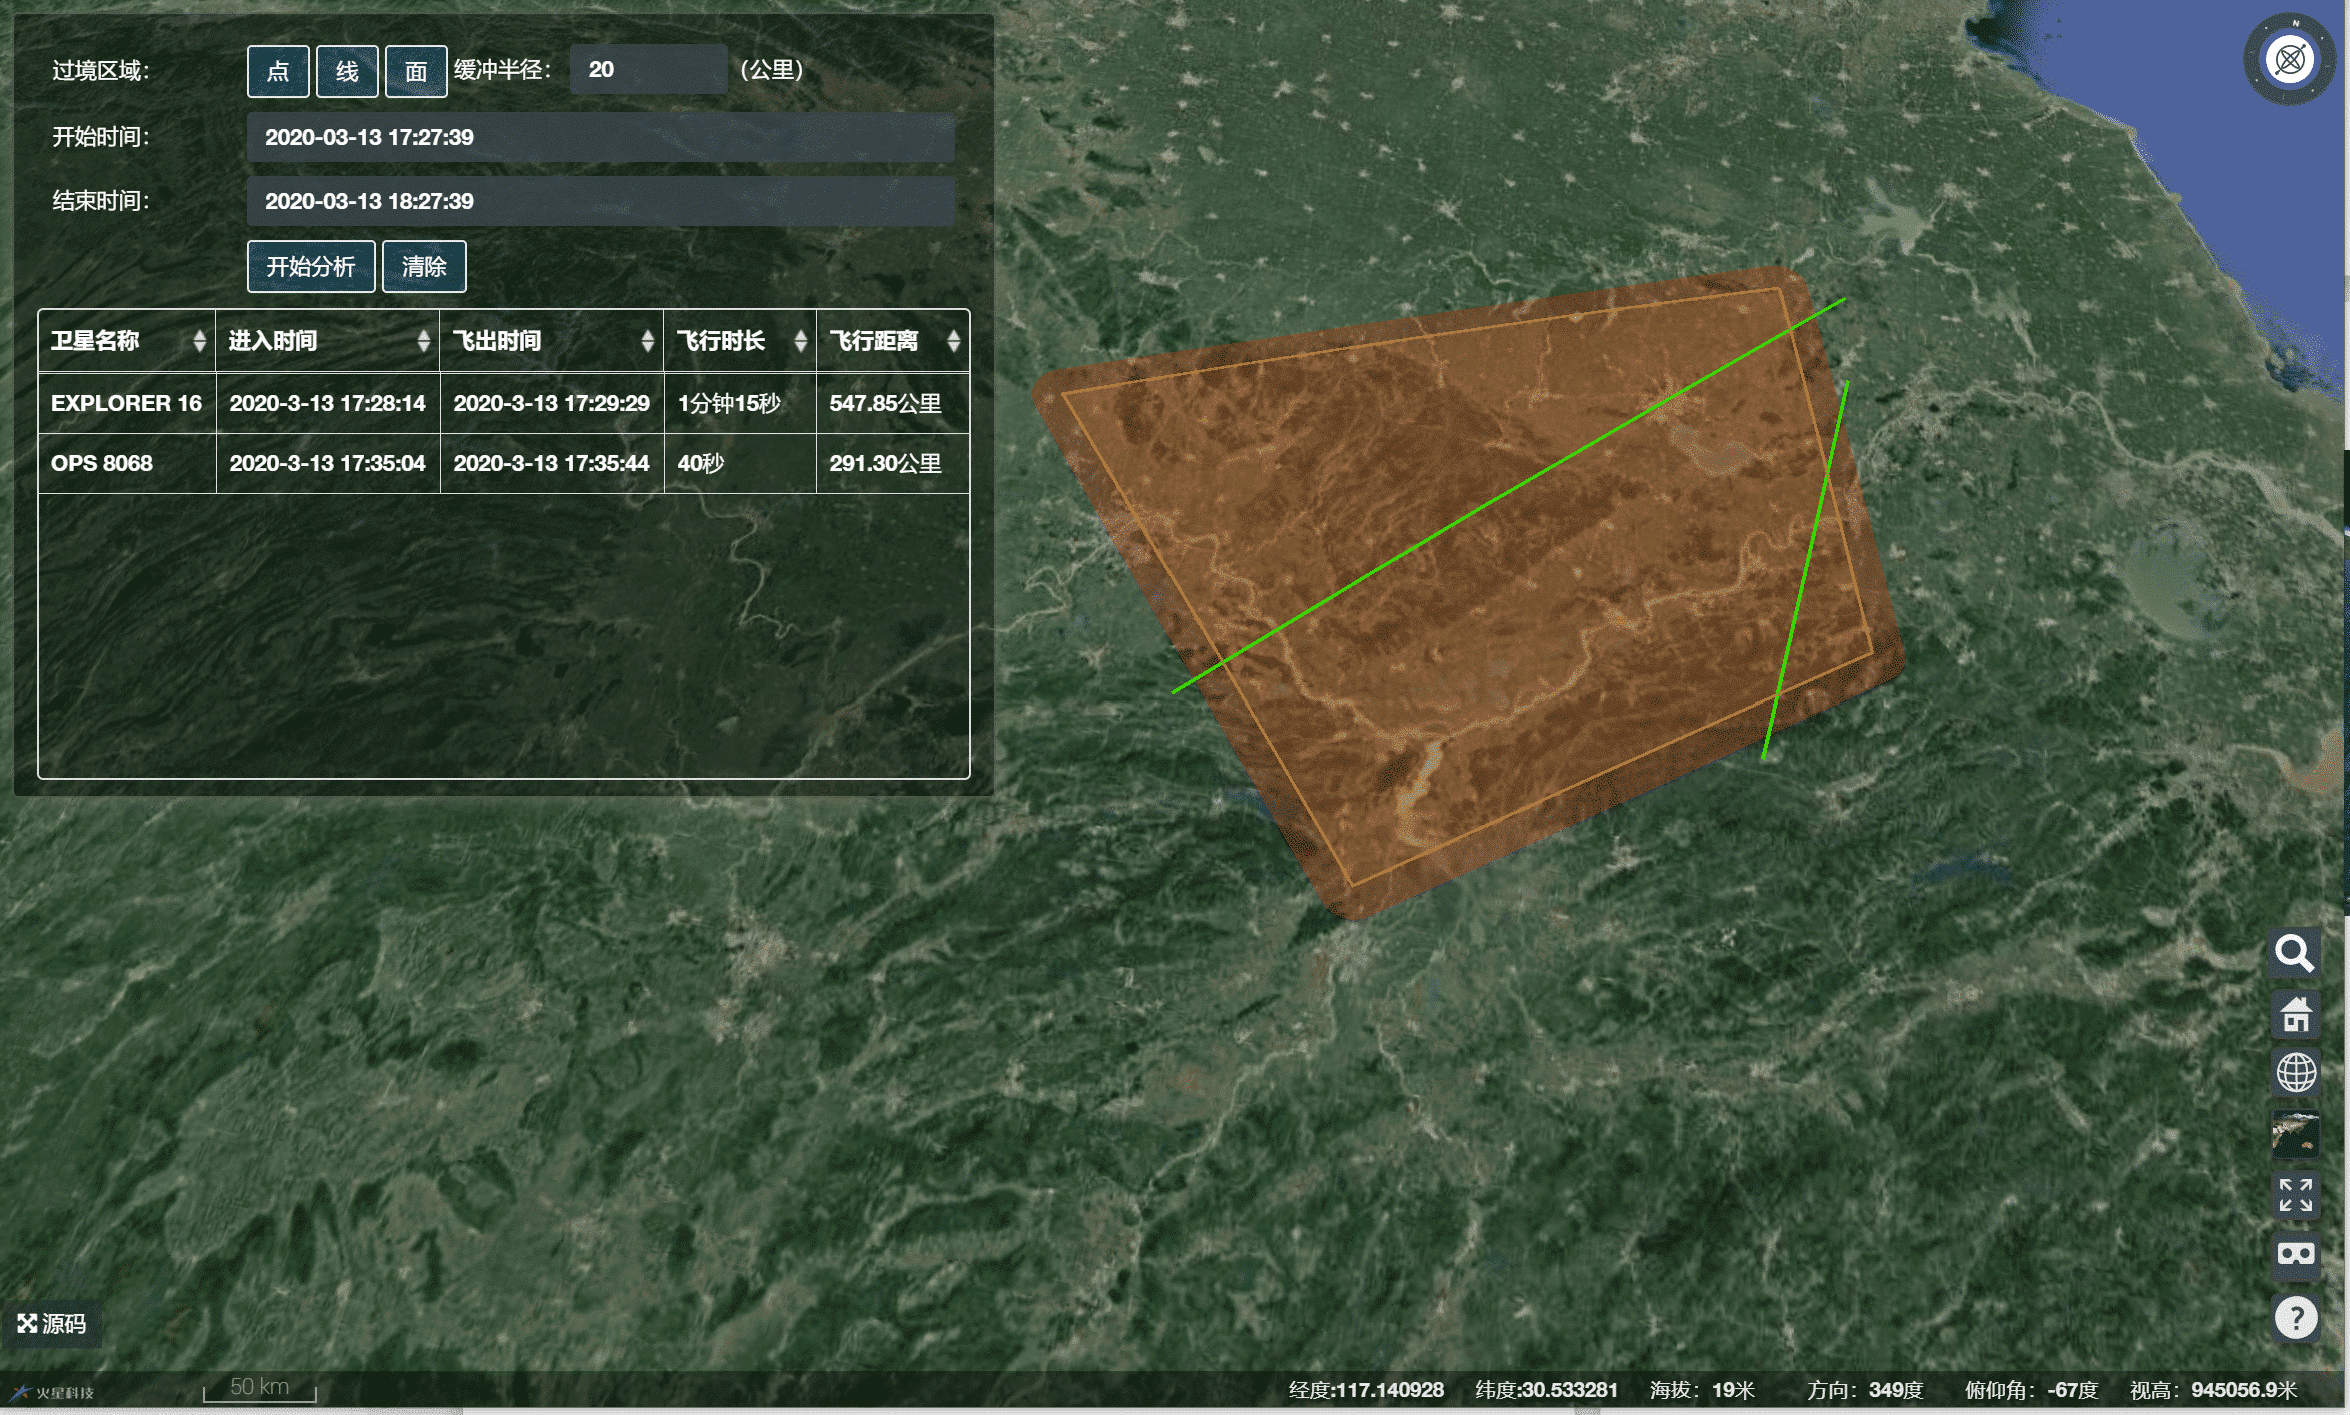 过境区域： 点 线 面 缓冲半径： 20 （公里）
开始时间： 2020-03-13 17:27:39
结束时间： 2020-03-13 18:27:39
开始分析 清除
卫星名称 进入时间 飞出时间 飞行时长 飞行距离
EXPLORER 16 2020-3-13 17:28:14 2020-3-13 17:29:29 1分钟15秒 547.85公里
OPS 8068 2020-3-13 17:35:04 2020-3-13 17:35:44 40秒 291.30公里
N
?
源码
火星科技 50 km 经度:117.140928 纬度:30.533281 海拔：19米 方向：349度 俯仰角：-67度 视高：945056.9米